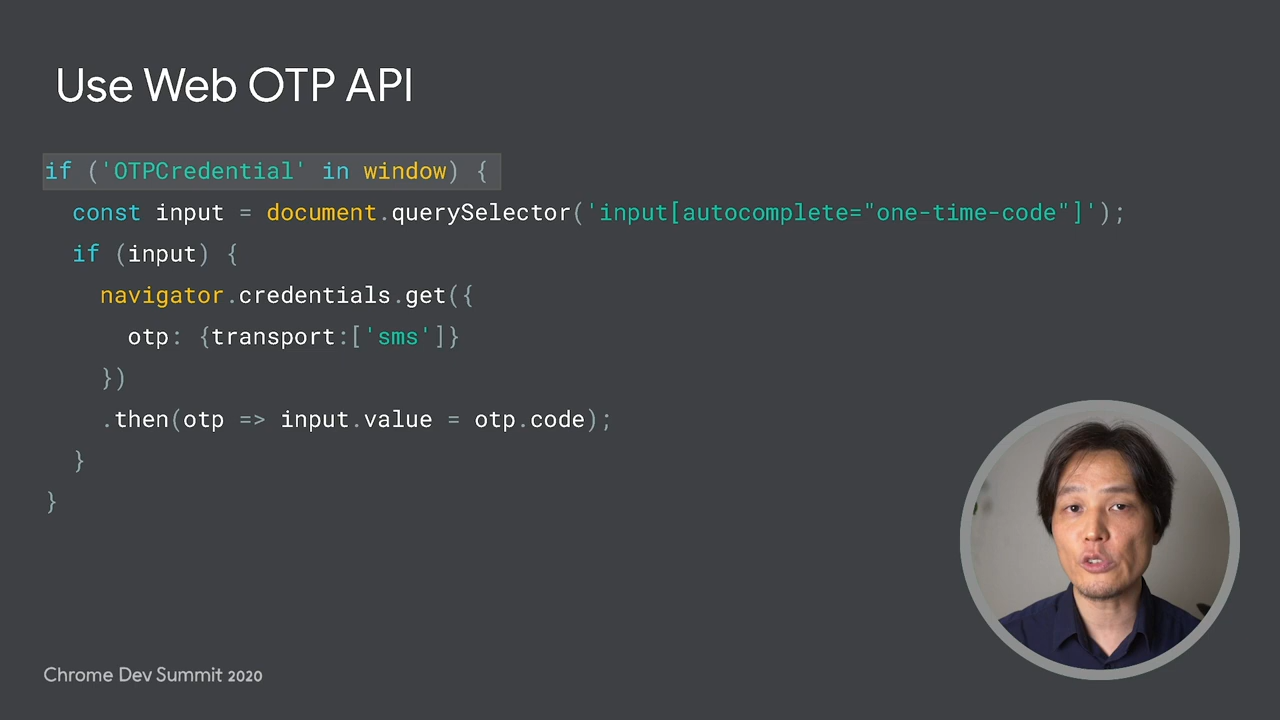 Use Web OTP API
if ('OTPCredential' in window) {
const input = document.querySelector('input[autocomplete="one-time-code"]');
if (input) {
navigator.credentials.get({
otp: {transport:['sms']}
})
.then(otp => input.value = otp.code);
}
}
Chrome Dev Summit 2020